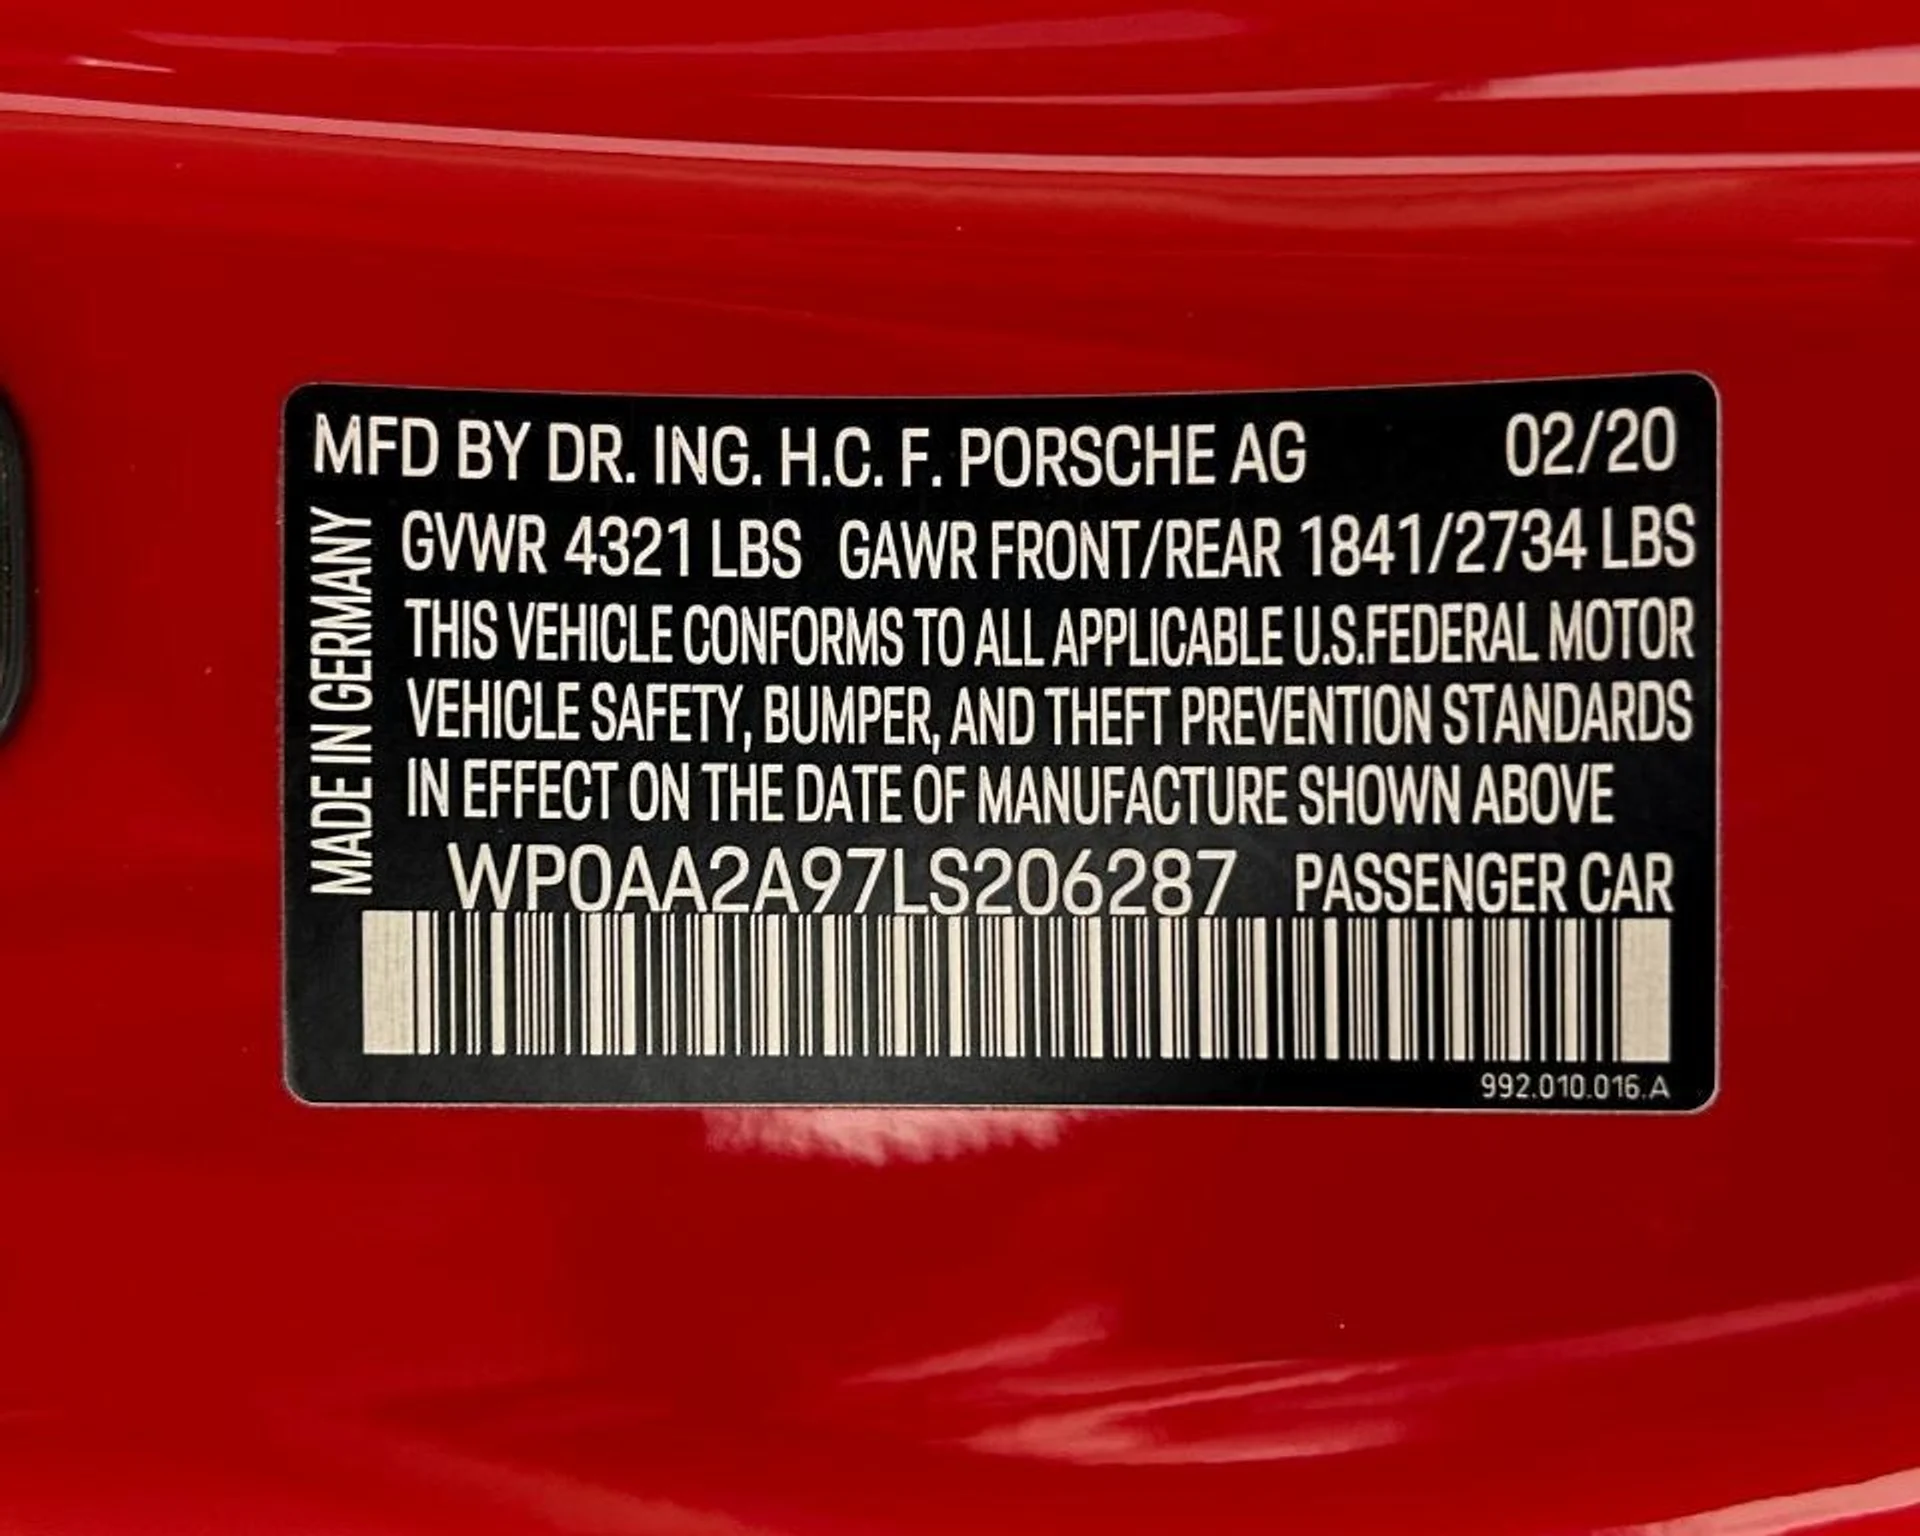 MFD BY DR. ING. H.C. F. PORSCHE AG 02/20
MADE IN GERMANY
GVWR 4321 LBS GAWR FRONT/REAR 1841/2734 LBS
THIS VEHICLE CONFORMS TO ALL APPLICABLE U.S.FEDERAL MOTOR
VEHICLE SAFETY, BUMPER, AND THEFT PREVENTION STANDARDS
IN EFFECT ON THE DATE OF MANUFACTURE SHOWN ABOVE
WP0AA2A97LS206287 PASSENGER CAR
992.010.016.A